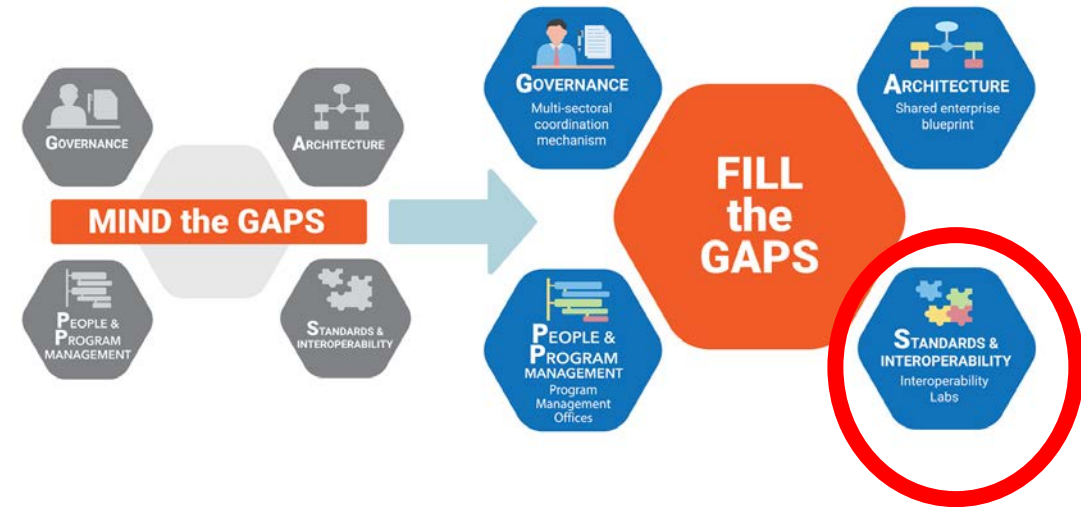 GOVERNANCE
ARCHITECTURE
MIND the GAPS
PEOPLE &
PROGRAM
MANAGEMENT
STANDARDS &
INTEROPERABILITY
GOVERNANCE
Multi-sectoral
coordination
mechanism
ARCHITECTURE
Shared enterprise
blueprint
FILL
the
GAPS
PEOPLE &
PROGRAM
MANAGEMENT
Program
Management
Offices
STANDARDS &
INTEROPERABILITY
Interoperability
Labs